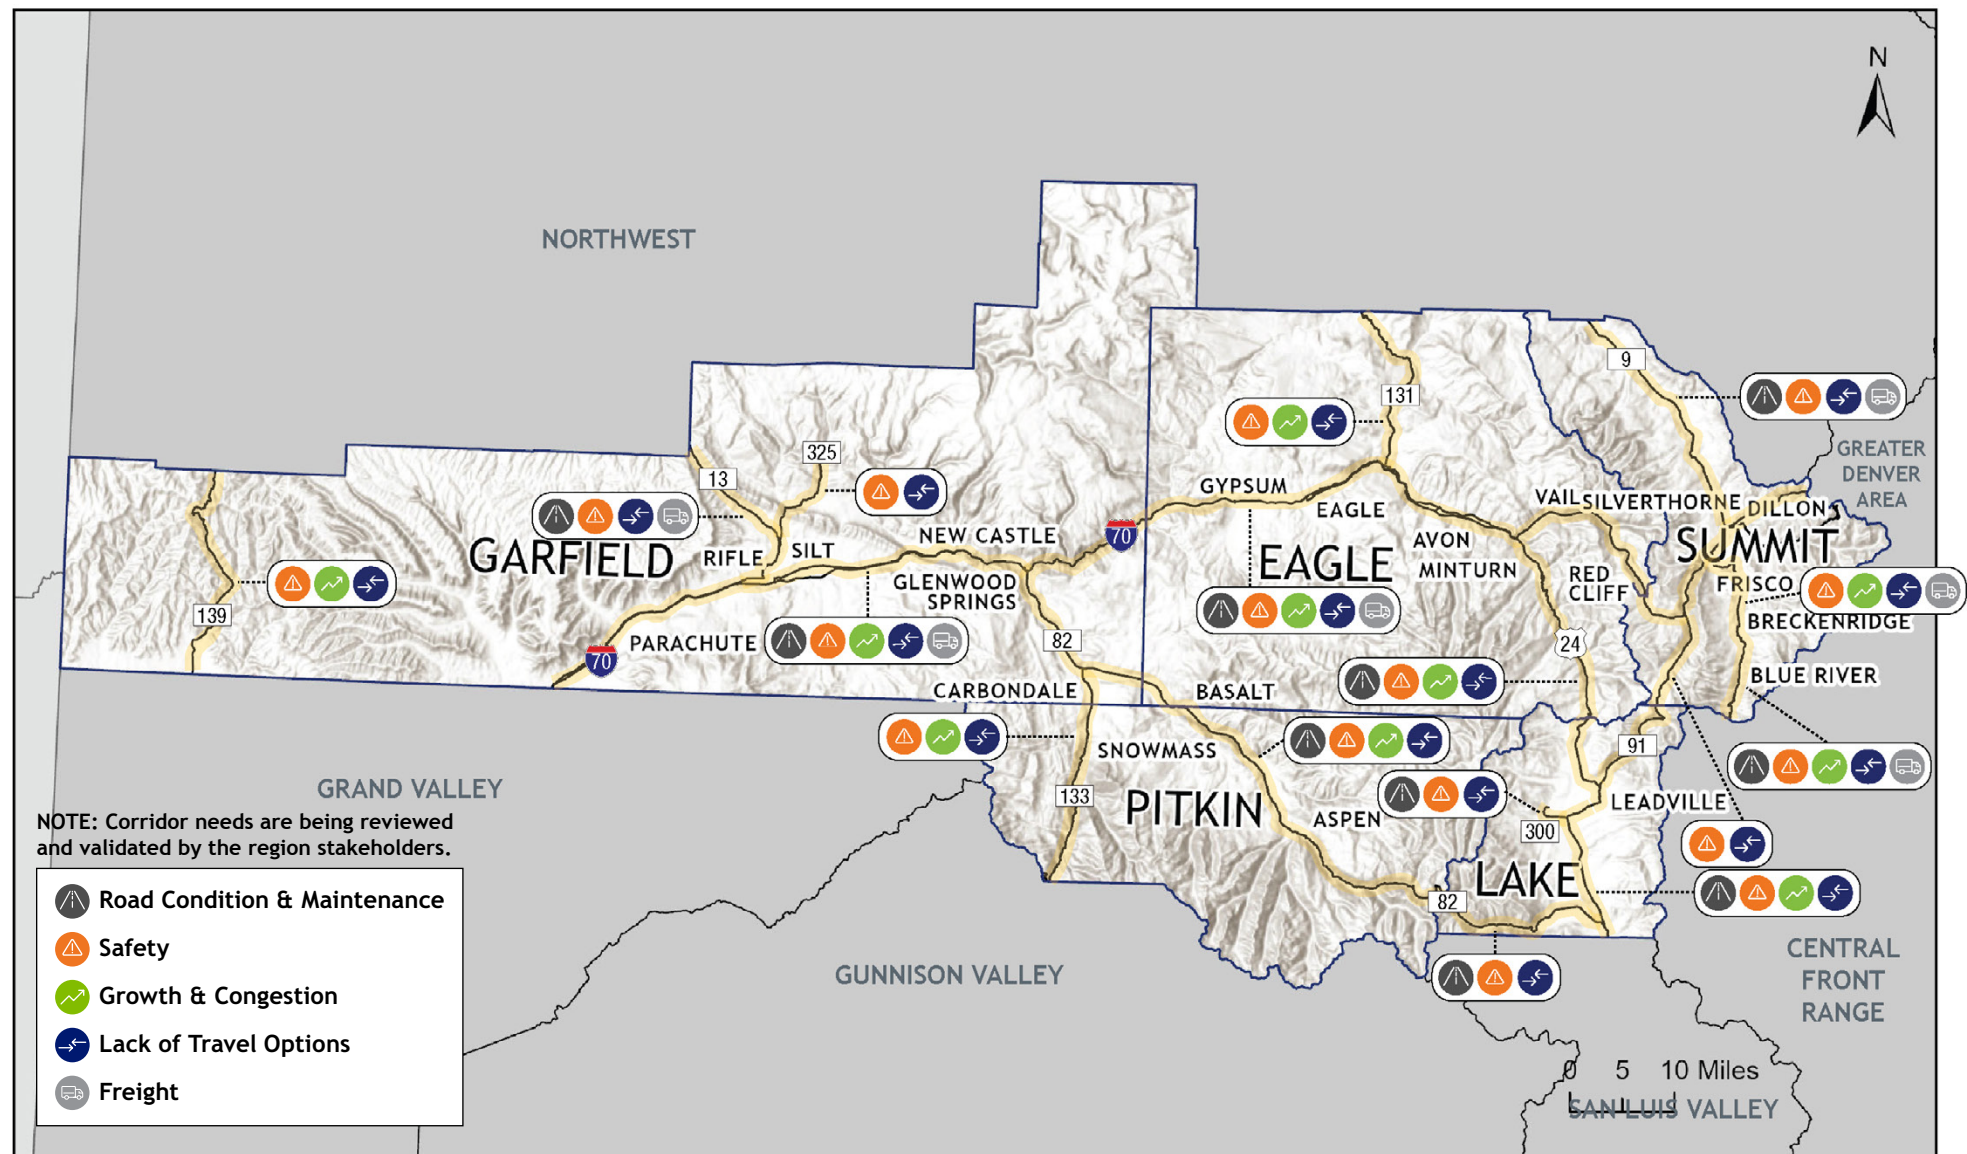 N
NORTHWEST
9
131
GREATER
DENVER
AREA
325
13
GYPSUM
VAIL
SILVERTHORNE
DILLON
EAGLE
70
NEW CASTLE
AVON
SUMMIT
GARFIELD
RIFLE
SILT
EAGLE
MINTURN
RED
CLIFF
FRISCO
GLENWOOD
SPRINGS
139
BRECKENRIDGE
PARACHUTE
70
82
24
BLUE RIVER
CARBONDALE
BASALT
SNOWMASS
91
133
PITKIN
ASPEN
LEADVILLE
300
GRAND VALLEY
LAKE
82
NOTE: Corridor needs are being reviewed
and validated by the region stakeholders.
Road Condition & Maintenance
Safety
Growth & Congestion
Lack of Travel Options
Freight
GUNNISON VALLEY
CENTRAL
FRONT
RANGE
0 5 10 Miles
SAN LUIS VALLEY